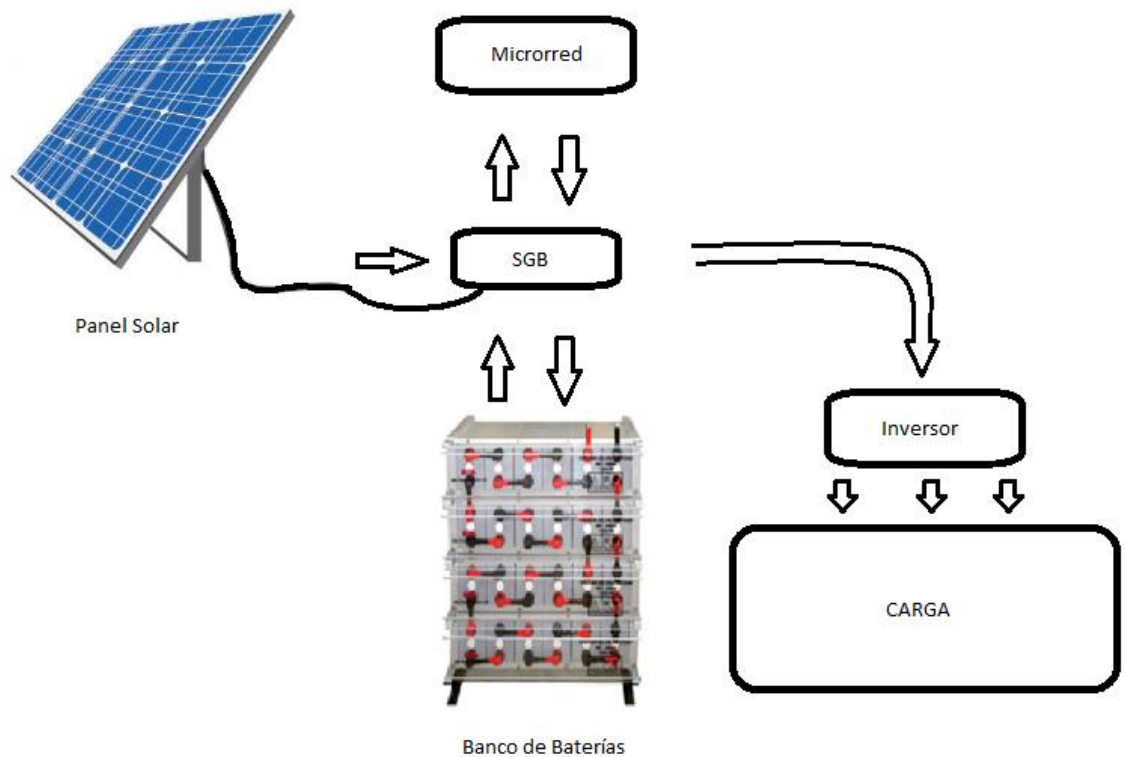 Microrred
SGB
Panel Solar
Inversor
CARGA
Banco de Baterías